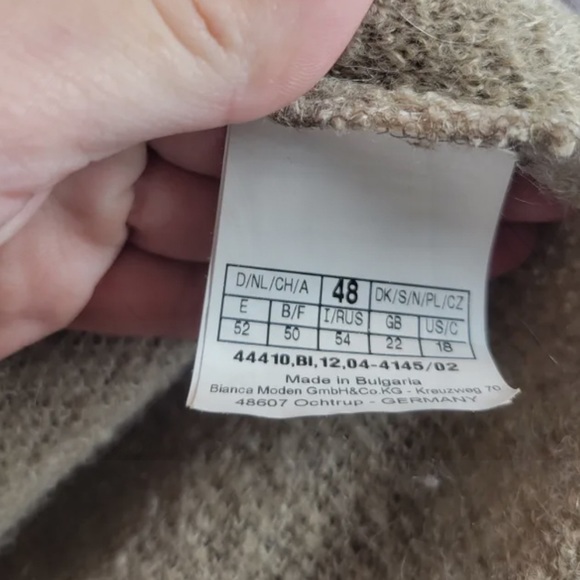 D/NL/CH/A 48 DK/S/N/PL/CZ
E B/F I/RUS GB US/C
52 50 54 22 18
44410,BI,12,04-4145/02
Made in Bulgaria
Bianca Moden GmbH&Co.KG - Kreuzweg 70
48607 Ochtrup - GERMANY